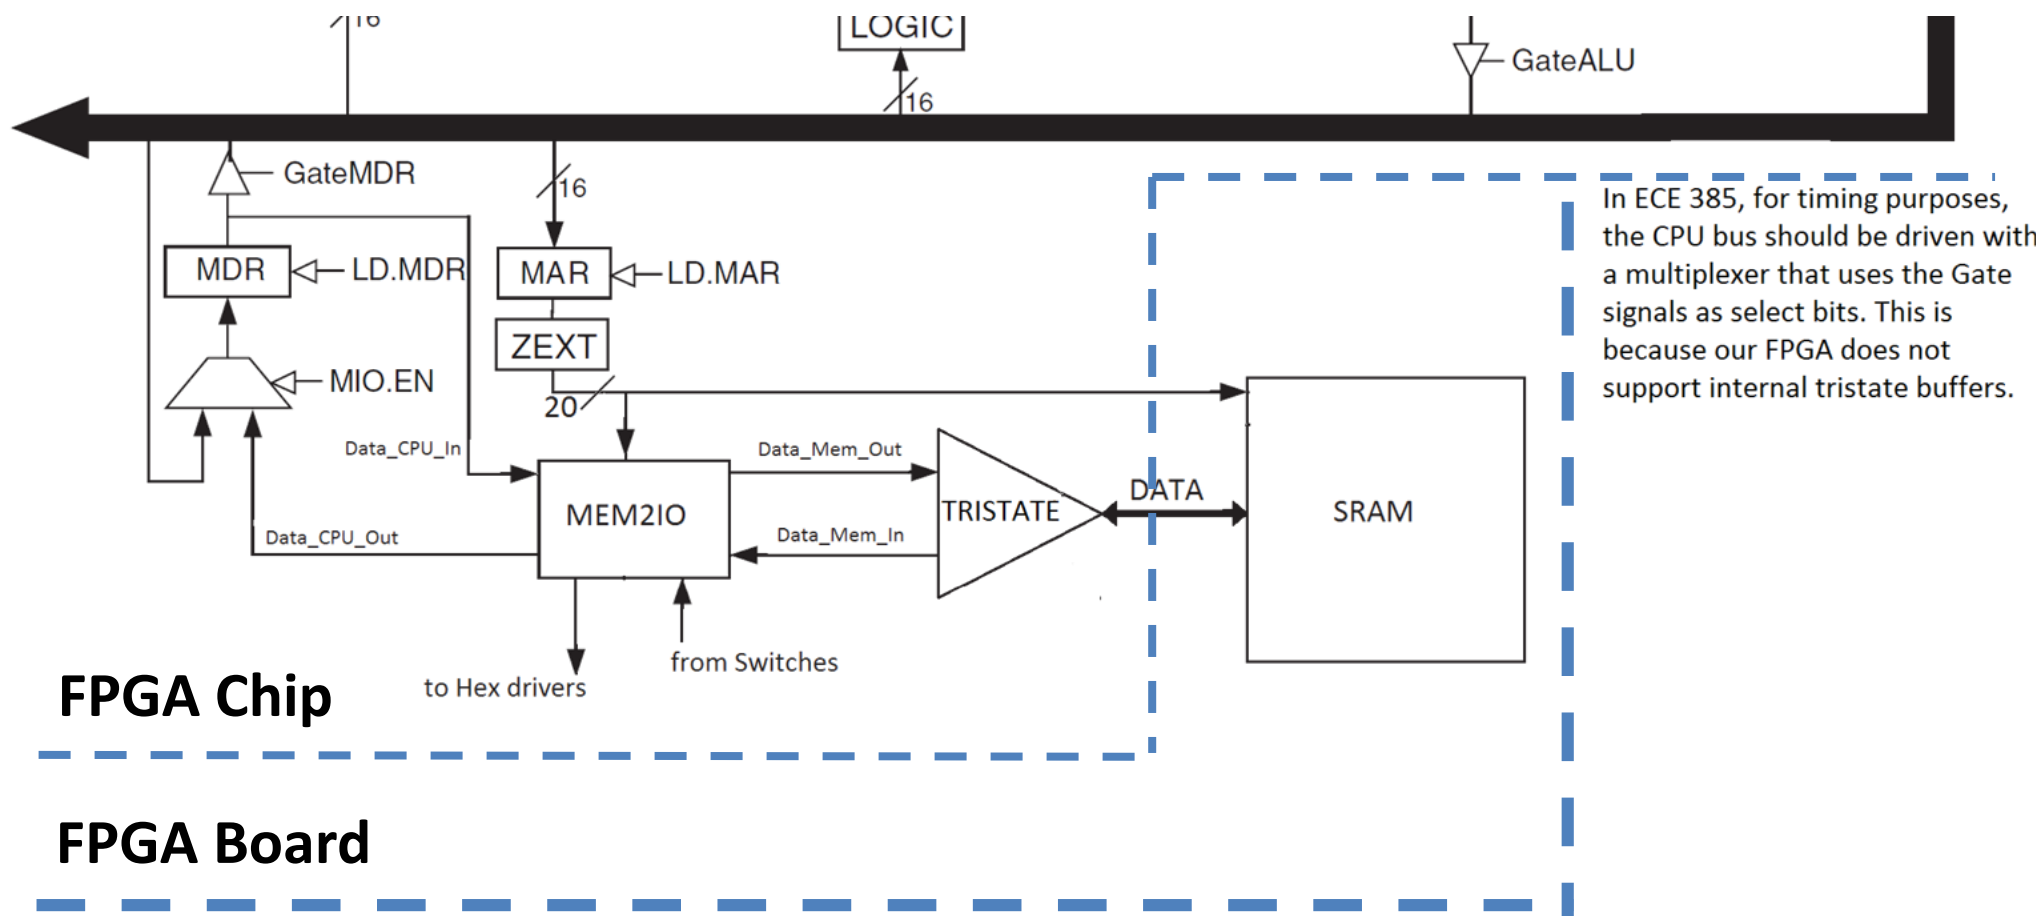 16
LOGIC
GateALU
16
GateMDR
16
In ECE 385, for timing purposes,
the CPU bus should be driven with
a multiplexer that uses the Gate
signals as select bits. This is
because our FPGA does not
support internal tristate buffers.
MDR
LD.MDR
MAR
LD.MAR
ZEXT
MIO.EN
20
Data_CPU_In
Data_Mem_Out
DATA
MEM2IO
TRISTATE
SRAM
Data_CPU_Out
Data_Mem_In
from Switches
to Hex drivers
FPGA Chip
FPGA Board